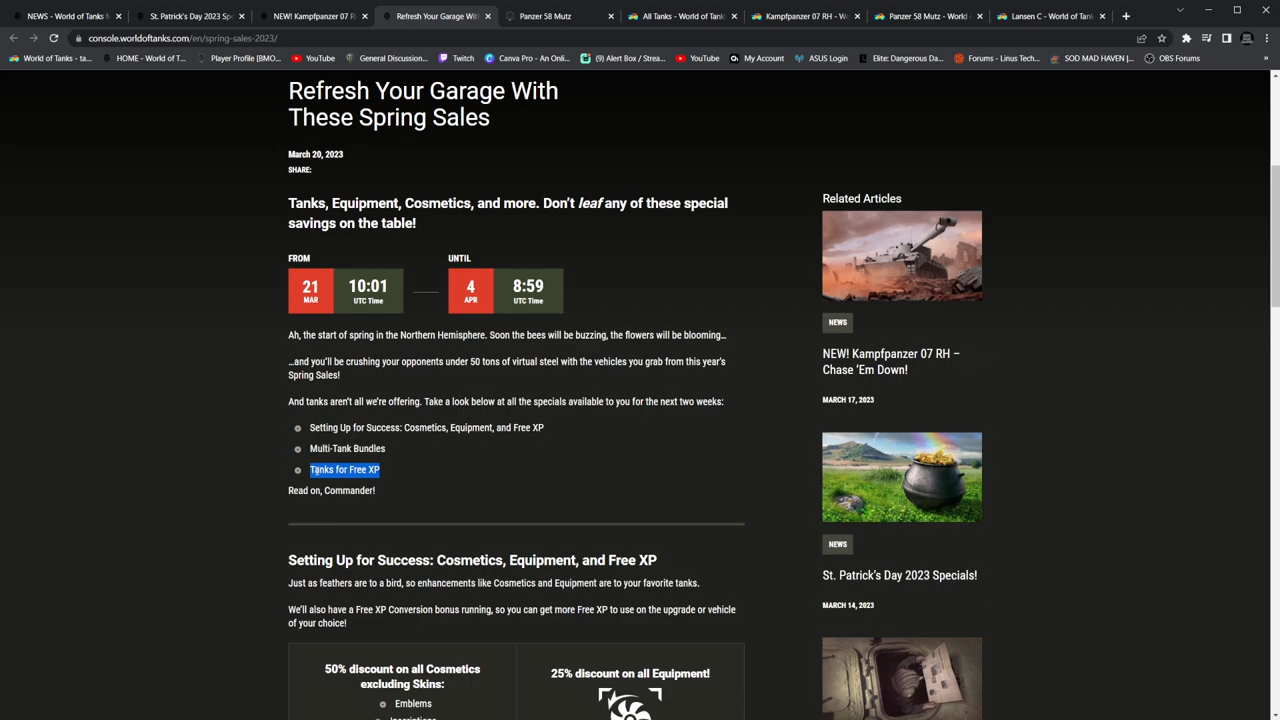 NEWS - World of Tanks M
St. Patrick's Day 2023 Spe
NEW! Kampfpanzer 07 R
Refresh Your Garage With
Panzer 58 Mutz
All Tanks - World of Tanks
Kampfpanzer 07 RH - Wo
Panzer 58 Mutz - World
Lansen C - World of Tank
console.worldoftanks.com/en/spring-sales-2023/
World of Tanks - ta...
HOME - World of T...
Player Profile [BMO...
YouTube
General Discussion...
Twitch
Canva Pro - An Onli...
(9) Alert Box / Strea...
YouTube
My Account
ASUS Login
Elite: Dangerous Da...
Forums - Linus Tech...
SOD MAD HAVEN |...
OBS Forums
Refresh Your Garage With
These Spring Sales
March 20, 2023
SHARE:
Tanks, Equipment, Cosmetics, and more. Don't leaf any of these special
savings on the table!
FROM
UNTIL
21
MAR
10:01
UTC Time
4
APR
8:59
UTC Time
Ah, the start of spring in the Northern Hemisphere. Soon the bees will be buzzing, the flowers will be blooming...
...and you'll be crushing your opponents under 50 tons of virtual steel with the vehicles you grab from this year's
Spring Sales!
And tanks aren't all we're offering. Take a look below at all the specials available to you for the next two weeks:
Setting Up for Success: Cosmetics, Equipment, and Free XP
Multi-Tank Bundles
Tanks for Free XP
Read on, Commander!
Setting Up for Success: Cosmetics, Equipment, and Free XP
Just as feathers are to a bird, so enhancements like Cosmetics and Equipment are to your favorite tanks.
We'll also have a Free XP Conversion bonus running, so you can get more Free XP to use on the upgrade or vehicle
of your choice!
50% discount on all Cosmetics
excluding Skins:
Emblems
Inscriptions
25% discount on all Equipment!
Related Articles
NEWS
NEW! Kampfpanzer 07 RH –
Chase 'Em Down!
MARCH 17, 2023
NEWS
St. Patrick's Day 2023 Specials!
MARCH 14, 2023